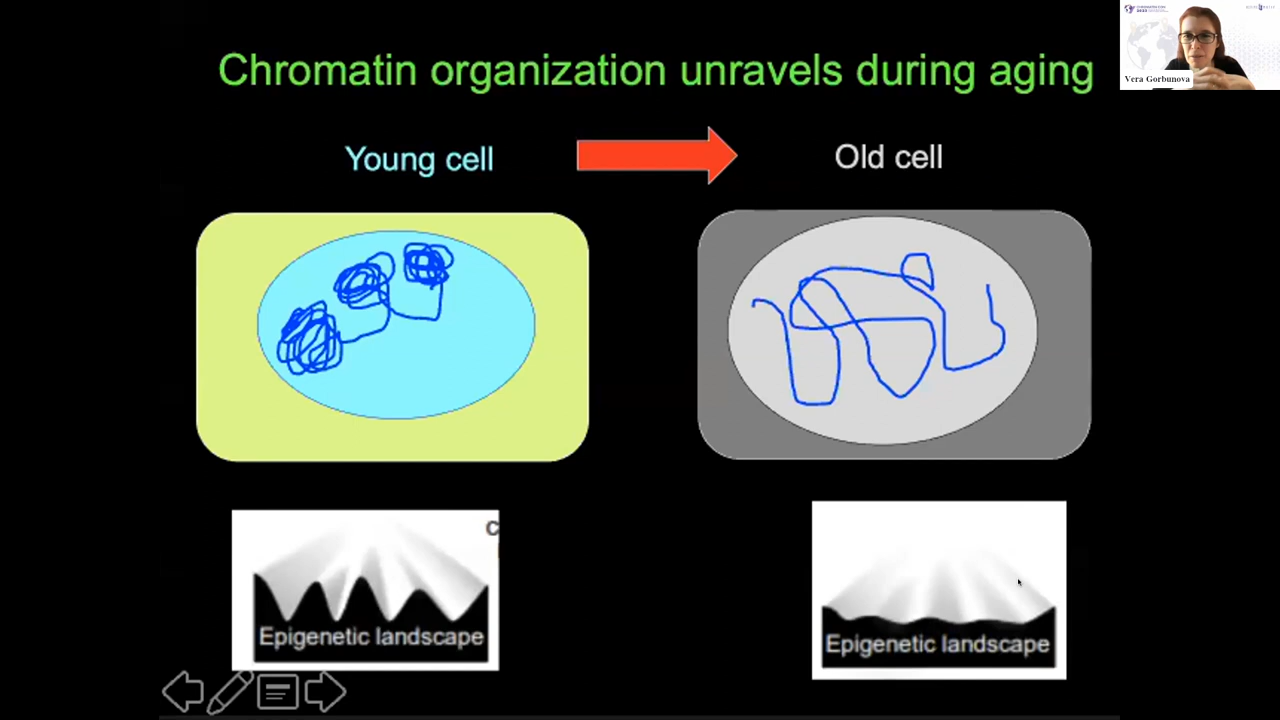 Chromatin organization unravels during aging
Vera Gorbunova
Young cell
Old cell
C
Epigenetic landscape
Epigenetic landscape